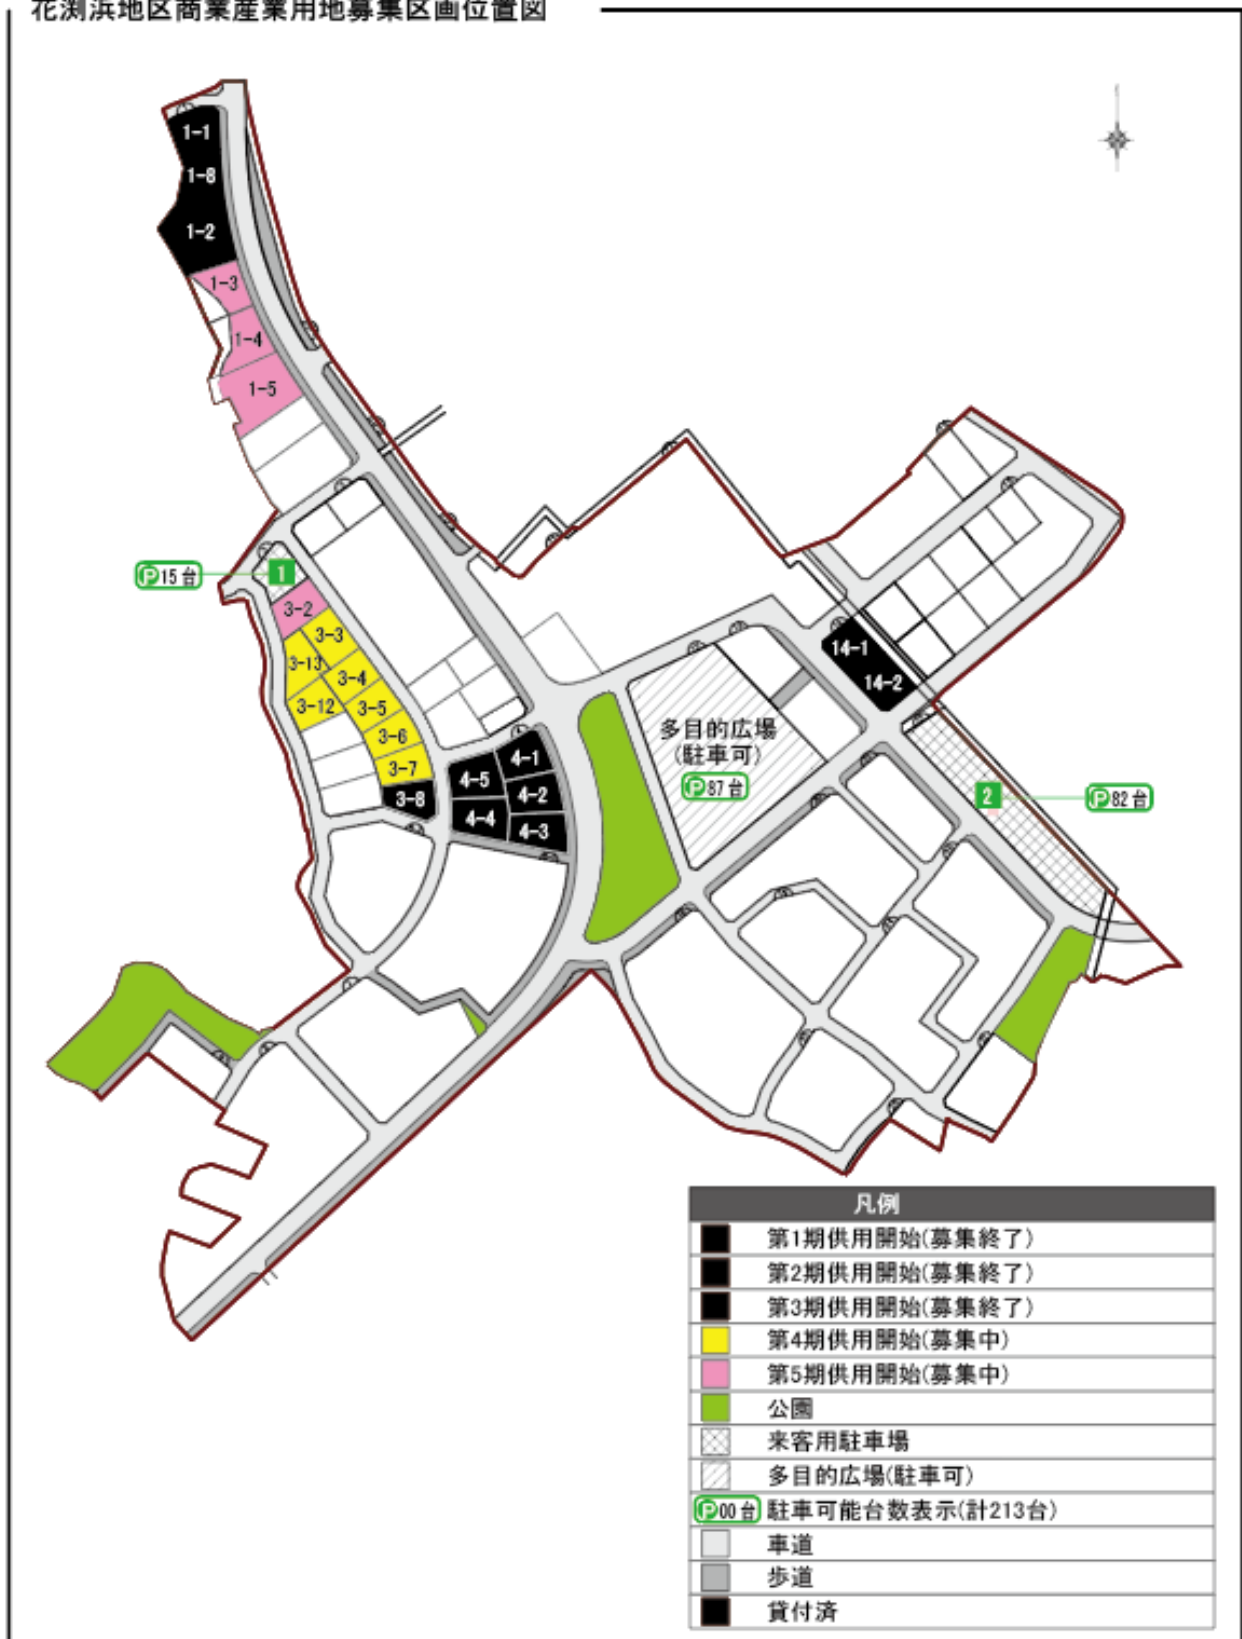 花渕浜地区商業産業用地募集区画位置図
1-1
1-8
1-2
1-3
1-4
1-5
P15台
1
3-2
3-3
3-13
3-4
3-12
3-5
3-6
3-7
3-8
4-1
4-5
4-2
4-4
4-3
14-1
14-2
多目的広場
(駐車可)
P87台
2
P82台
凡例
第1期供用開始(募集終了)
第2期供用開始(募集終了)
第3期供用開始(募集終了)
第4期供用開始(募集中)
第5期供用開始(募集中)
公園
来客用駐車場
多目的広場(駐車可)
P00台 駐車可能台数表示(計213台)
車道
歩道
貸付済